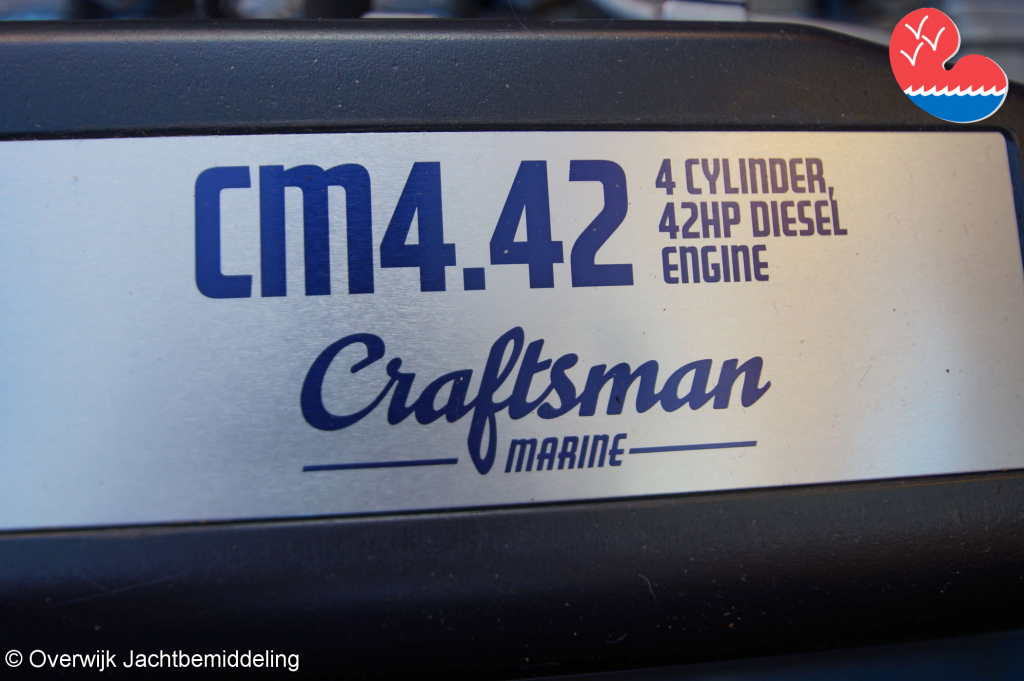 CM4.42
4 CYLINDER,
42HP DIESEL
ENGINE
Craftsman
MARINE
© Overwijk Jachtbemiddeling